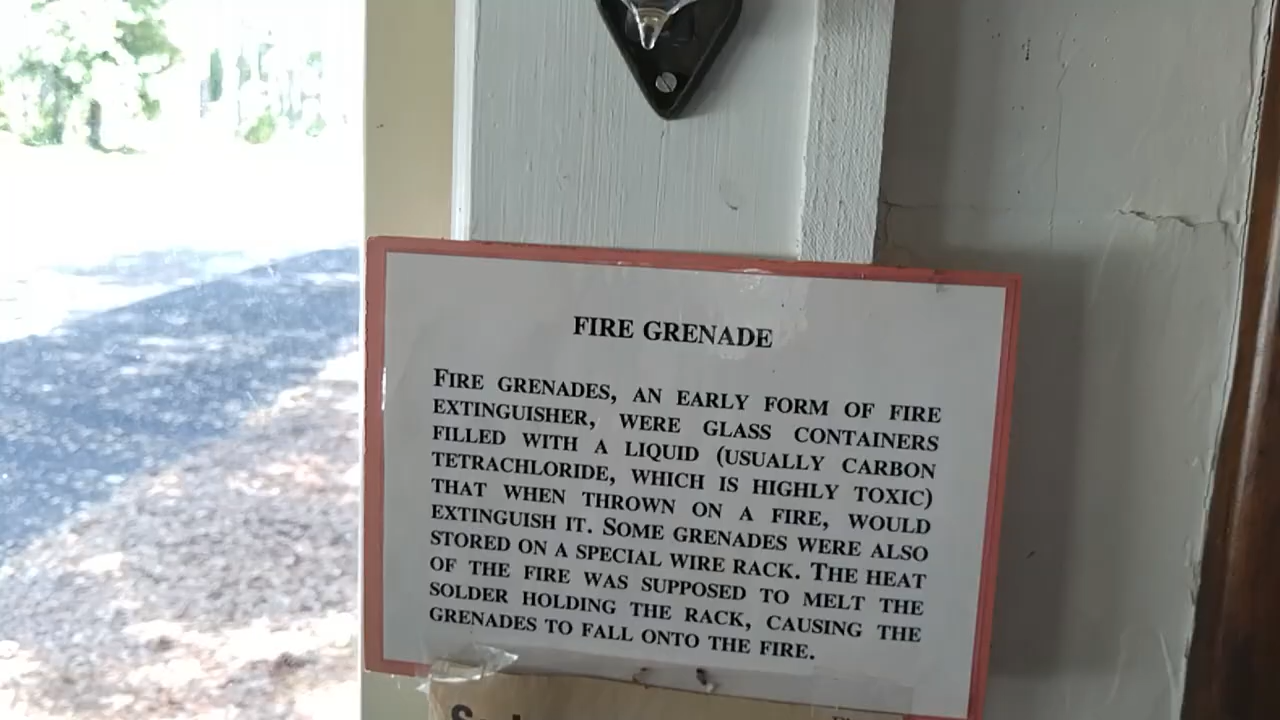 FIRE GRENADE
FIRE GRENADES, AN EARLY FORM OF FIRE
EXTINGUISHER, WERE GLASS CONTAINERS
FILLED WITH A LIQUID (USUALLY CARBON
TETRACHLORIDE, WHICH IS HIGHLY TOXIC)
THAT WHEN THROWN ON A FIRE, WOULD
EXTINGUISH IT. SOME GRENADES WERE ALSO
STORED ON A SPECIAL WIRE RACK. THE HEAT
OF THE FIRE WAS SUPPOSED TO MELT THE
SOLDER HOLDING THE RACK, CAUSING THE
GRENADES TO FALL ONTO THE FIRE.